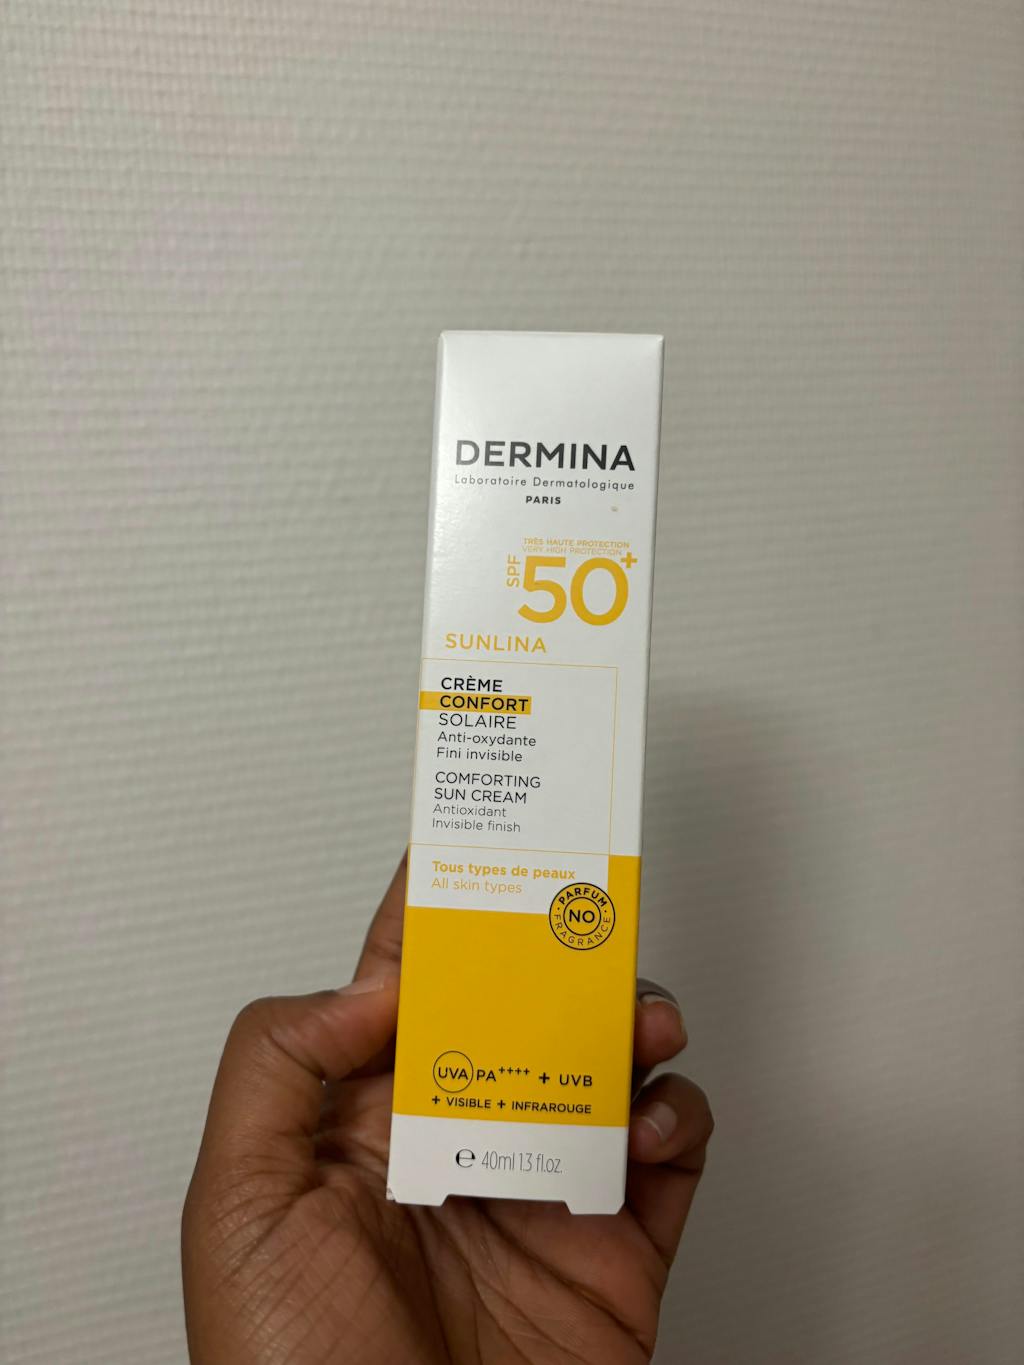 DERMINA
Laboratoire Dermatologique
PARIS
TRÈS HAUTE PROTECTION
VERY HIGH PROTECTION
SPF 50+
SUNLINA
CRÈME
CONFORT
SOLAIRE
Anti-oxydante
Fini invisible
COMFORTING
SUN CREAM
Antioxidant
Invisible finish
Tous types de peaux
All skin types
PARFUM
NO
FRAGRANCE
UVA PA++++ + UVB
+ VISIBLE + INFRAROUGE
℮ 40ml 1.3 fl.oz.